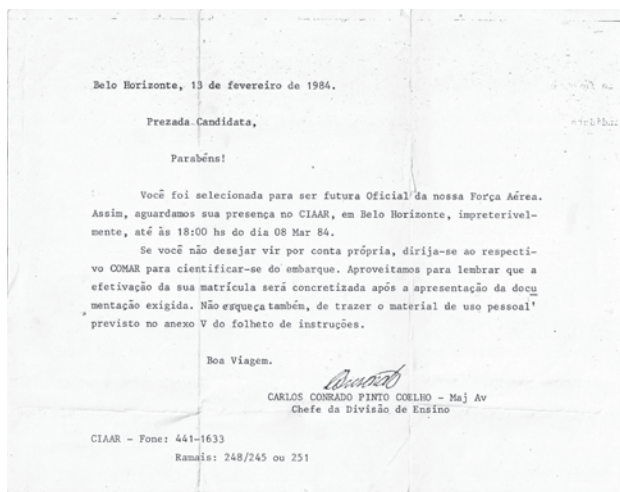 Belo Horizonte, 13 de fevereiro de 1984.
Prezada Candidata,
Parabéns!
Você foi selecionada para ser futura Oficial da nossa Força Aérea.
Assim, aguardamos sua presença no CIAAR, em Belo Horizonte, impreterivel-
mente, até às 18:00 hs do dia 08 Mar 84.
Se você não desejar vir por conta própria, dirija-se ao respecti-
vo COMAR para cientificar-se do embarque. Aproveitamos para lembrar que a
efetivação da sua matrícula será concretizada após a apresentação da docu
mentação exigida. Não esqueça também, de trazer o material de uso pessoal'
previsto no anexo V do folheto de instruções.
Boa Viagem.
CARLOS CONRADO PINTO COELHO - Maj Av
Chefe da Divisão de Ensino
CIAAR - Fone: 441-1633
Ramais: 248/245 ou 251